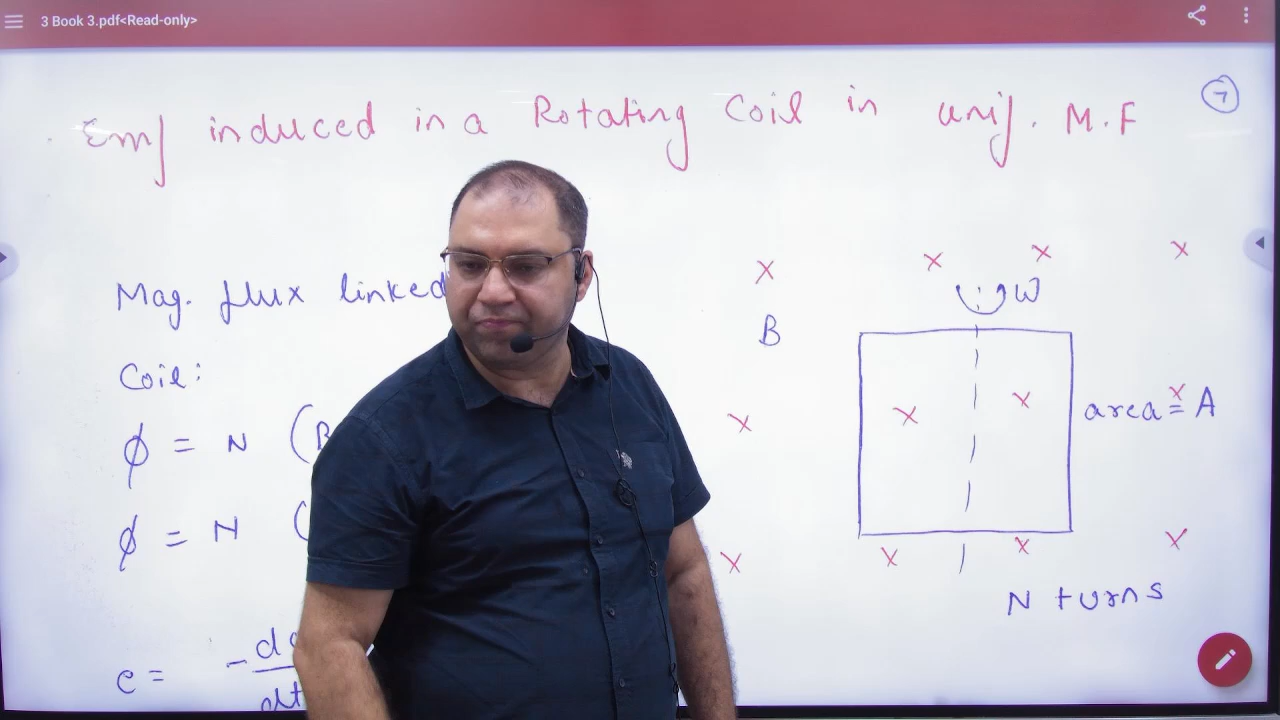 3 Book 3.pdf<Read-only>
7
Emf induced in a Rotating Coil in unif. M.F
Mag. flux linked
Coil:
ϕ = N (B
ϕ = N (
e = - d
dt
x x x x
ω
B
x x x
area = A
x
x x x x
N turns